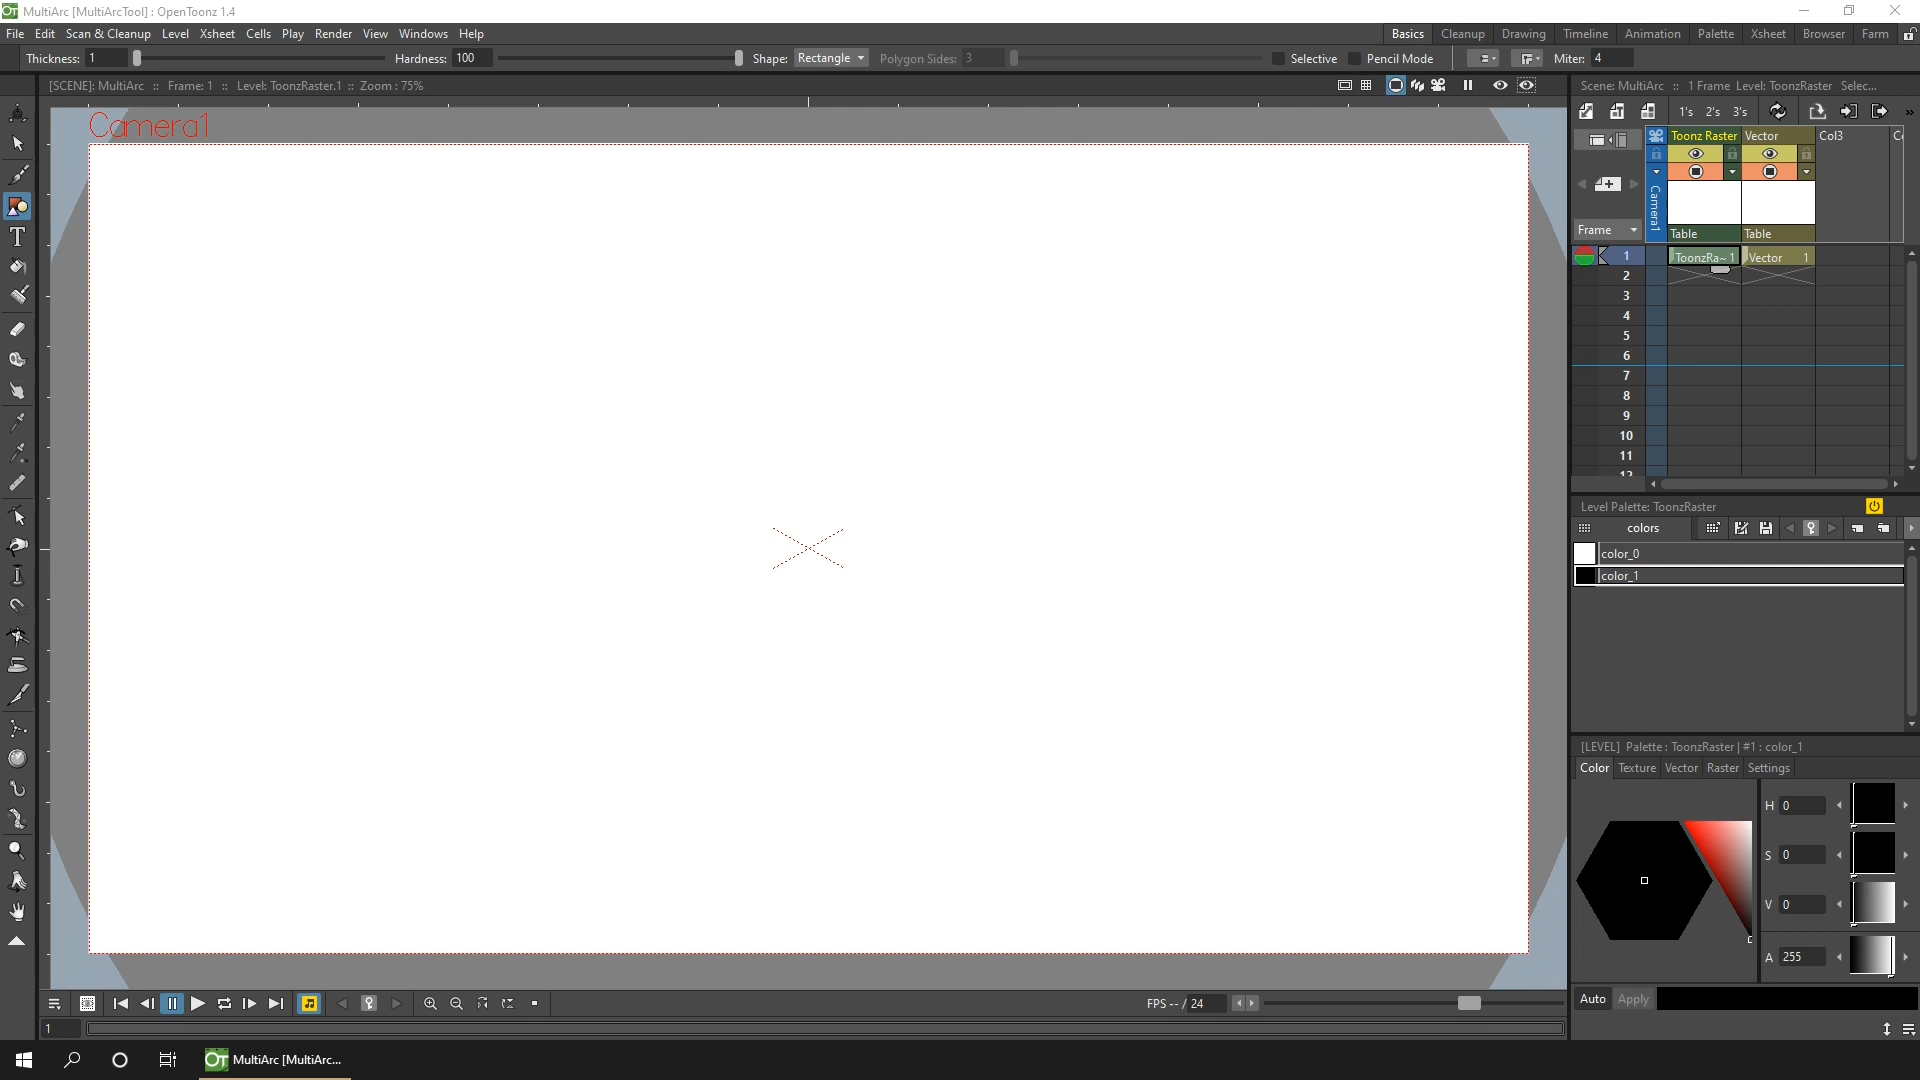 MultiArc [MultiArcTool] : OpenToonz 1.4
File Edit Scan & Cleanup Level Xsheet Cells Play Render View Windows Help
Basics Cleanup Drawing Timeline Animation Palette Xsheet Browser Farm
Thickness: 1 Hardness: 100 Shape: Rectangle Polygon Sides: 3 Selective Pencil Mode Miter: 4
[SCENE]: MultiArc :: Frame: 1 :: Level: ToonzRaster.1 :: Zoom : 75%
Camera1
Scene: MultiArc :: 1 Frame Level: ToonzRaster Selec...
1's 2's 3's
Toonz Raster Vector Col3
Camera1
Frame
Table Table
1 ToonzRa~ 1 Vector 1
2
3
4
5
6
7
8
9
10
11
12
Level Palette: ToonzRaster
colors
color_0
color_1
[LEVEL] Palette : ToonzRaster | #1 : color_1
Color Texture Vector Raster Settings
H 0
S 0
V 0
A 255
Auto Apply
FPS -- / 24
1
OT MultiArc [MultiArc...